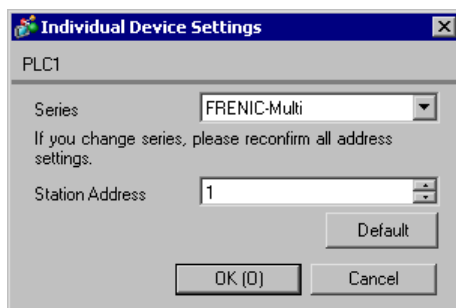 Individual Device Settings
PLC1
Series
FRENIC-Multi
If you change series, please reconfirm all address
settings.
Station Address
1
Default
OK (O)
Cancel